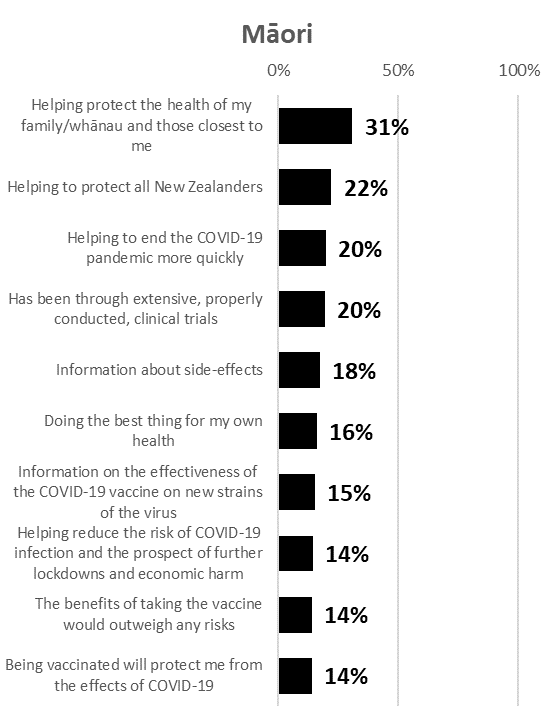 Māori
0% 50% 100%
Helping protect the health of my
family/whānau and those closest to
me
31%
Helping to protect all New Zealanders
22%
Helping to end the COVID-19
pandemic more quickly
20%
Has been through extensive, properly
conducted, clinical trials
20%
Information about side-effects
18%
Doing the best thing for my own
health
16%
Information on the effectiveness of
the COVID-19 vaccine on new strains
of the virus
15%
Helping reduce the risk of COVID-19
infection and the prospect of further
lockdowns and economic harm
14%
The benefits of taking the vaccine
would outweigh any risks
14%
Being vaccinated will protect me from
the effects of COVID-19
14%